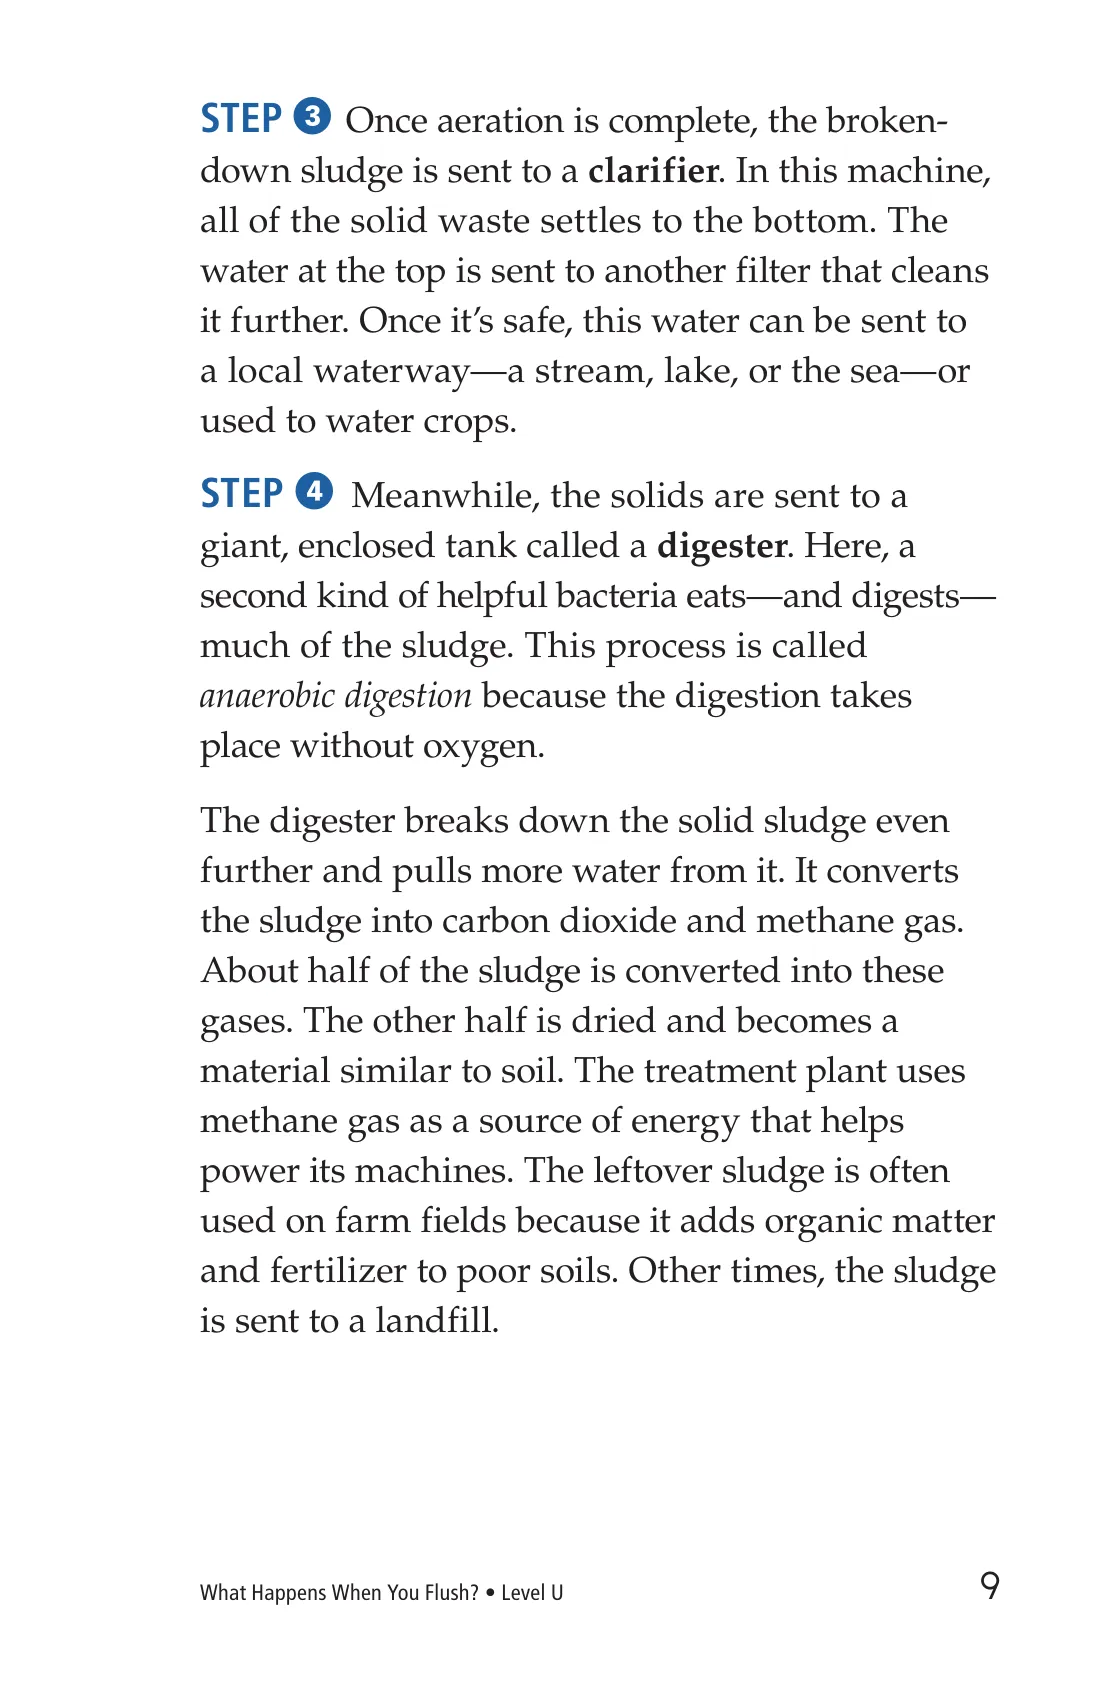 STEP 3 Once aeration is complete, the broken-
down sludge is sent to a clarifier. In this machine,
all of the solid waste settles to the bottom. The
water at the top is sent to another filter that cleans
it further. Once it’s safe, this water can be sent to
a local waterway—a stream, lake, or the sea—or
used to water crops.
STEP 4 Meanwhile, the solids are sent to a
giant, enclosed tank called a digester. Here, a
second kind of helpful bacteria eats—and digests—
much of the sludge. This process is called
anaerobic digestion because the digestion takes
place without oxygen.
The digester breaks down the solid sludge even
further and pulls more water from it. It converts
the sludge into carbon dioxide and methane gas.
About half of the sludge is converted into these
gases. The other half is dried and becomes a
material similar to soil. The treatment plant uses
methane gas as a source of energy that helps
power its machines. The leftover sludge is often
used on farm fields because it adds organic matter
and fertilizer to poor soils. Other times, the sludge
is sent to a landfill.
What Happens When You Flush? • Level U 9